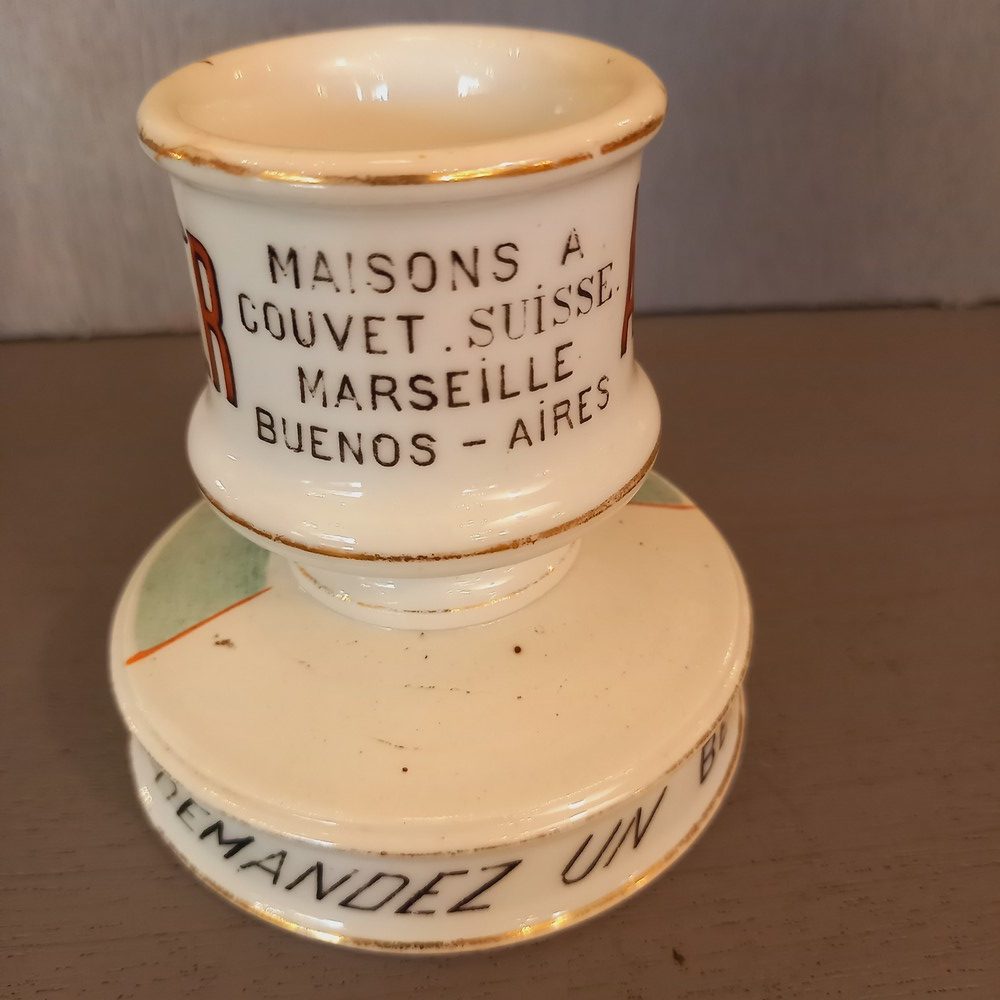 MAISONS A
COUVET . SUISSE.
MARSEILLE
BUENOS - AIRES
R
DEMANDEZ UN